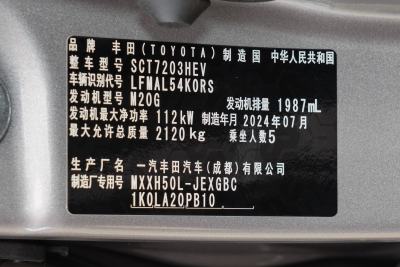 品牌 丰田(TOYOTA) 制造国 中华人民共和国
整车型号 SCT7203HEV
车辆识别代号 LFMAL54K0RS
发动机型号 M20G 发动机排量 1987mL
发动机最大净功率 112kW 制造年月 2024年07月
最大允许总质量 2120kg 乘坐人数 5
生产厂名 一汽丰田汽车(成都)有限公司
制造厂专用号 MXXH50L-JEXGBC
1K0LA20PB10